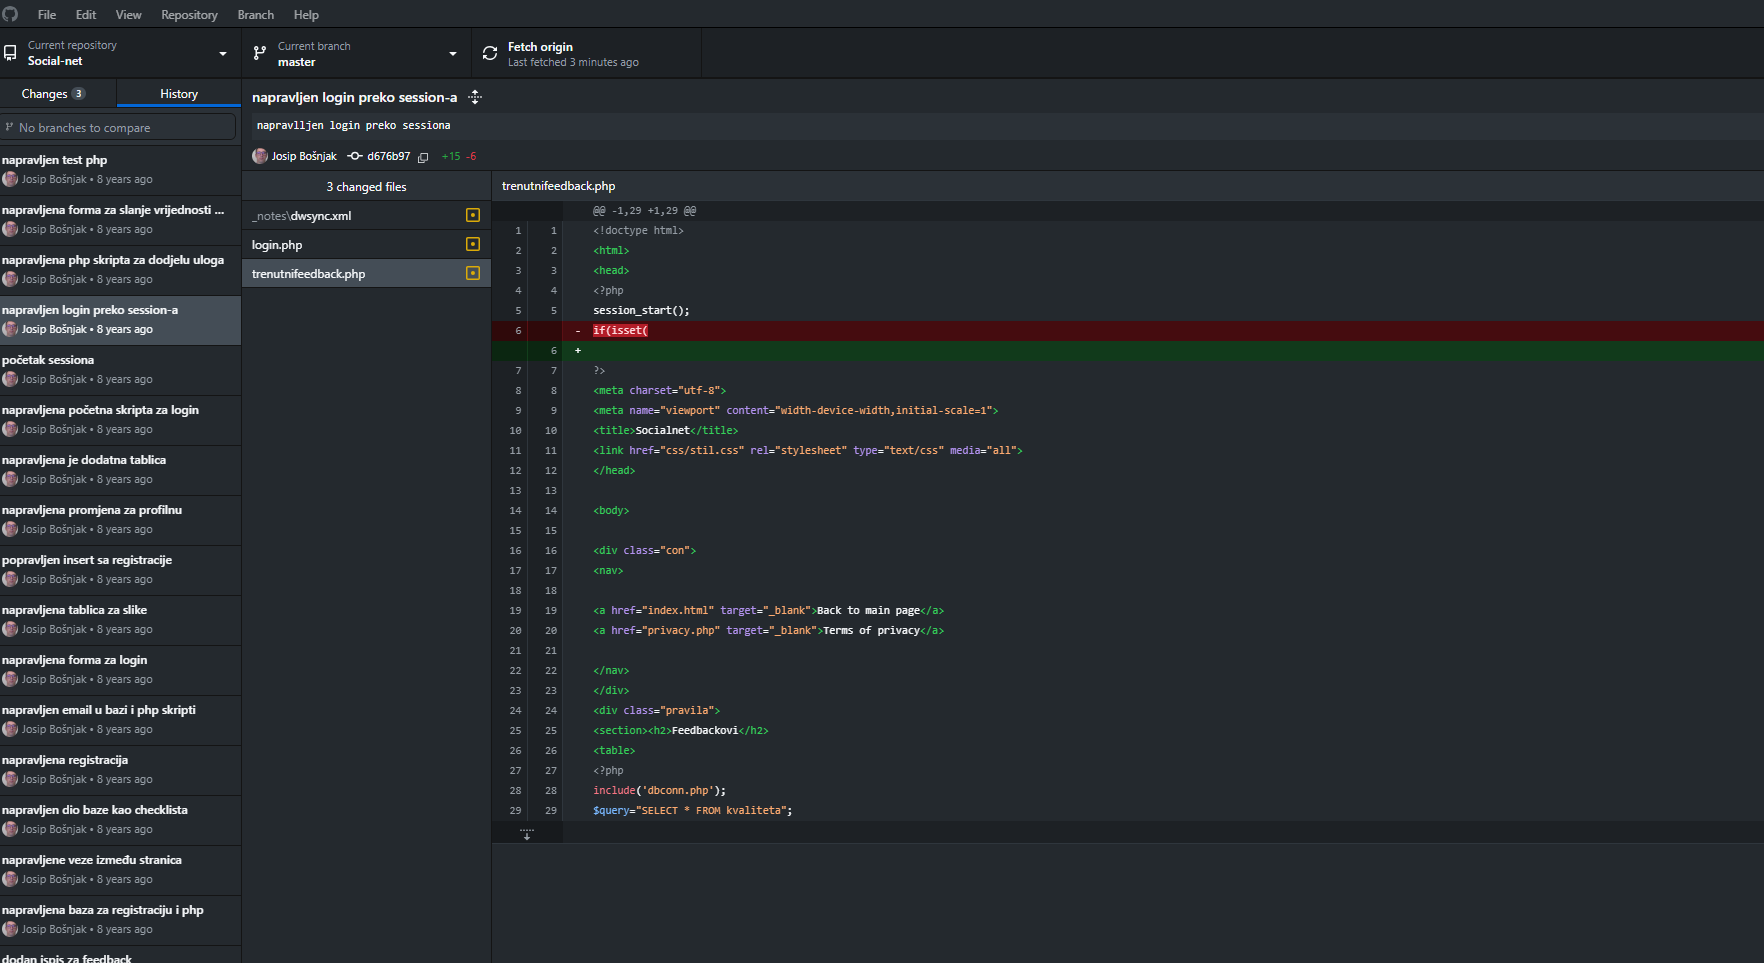 File Edit View Repository Branch Help
Current repository
Social-net
Current branch
master
Fetch origin
Last fetched 3 minutes ago
Changes 3
History
No branches to compare
napravljen test php
Josip Bošnjak • 8 years ago
napravljena forma za slanje vrijednosti ...
Josip Bošnjak • 8 years ago
napravljena php skripta za dodjelu uloga
Josip Bošnjak • 8 years ago
napravljen login preko session-a
Josip Bošnjak • 8 years ago
početak sessiona
Josip Bošnjak • 8 years ago
napravljena početna skripta za login
Josip Bošnjak • 8 years ago
napravljena je dodatna tablica
Josip Bošnjak • 8 years ago
napravljena promjena za profilnu
Josip Bošnjak • 8 years ago
popravljen insert sa registracije
Josip Bošnjak • 8 years ago
napravljena tablica za slike
Josip Bošnjak • 8 years ago
napravljena forma za login
Josip Bošnjak • 8 years ago
napravljen email u bazi i php skripti
Josip Bošnjak • 8 years ago
napravljena registracija
Josip Bošnjak • 8 years ago
napravljen dio baze kao checklista
Josip Bošnjak • 8 years ago
napravljene veze između stranica
Josip Bošnjak • 8 years ago
napravljena baza za registraciju i php
Josip Bošnjak • 8 years ago
dodan ispis za feedback
napravljen login preko session-a
napravlljen login preko sessiona
Josip Bošnjak d676b97 +15 -6
3 changed files
_notes\dwsync.xml
login.php
trenutnifeedback.php
trenutnifeedback.php
@@ -1,29 +1,29 @@
1 1 <!doctype html>
2 2 <html>
3 3 <head>
4 4 <?php
5 5 session_start();
6 - if(isset(
6 +
7 7 ?>
8 8 <meta charset="utf-8">
9 9 <meta name="viewport" content="width-device-width,initial-scale=1">
10 10 <title>Socialnet</title>
11 11 <link href="css/stil.css" rel="stylesheet" type="text/css" media="all">
12 12 </head>
13 13
14 14 <body>
15 15
16 16 <div class="con">
17 17 <nav>
18 18
19 19 <a href="index.html" target="_blank">Back to main page</a>
20 20 <a href="privacy.php" target="_blank">Terms of privacy</a>
21 21
22 22 </nav>
23 23 </div>
24 24 <div class="pravila">
25 25 <section><h2>Feedbackovi</h2>
26 26 <table>
27 27 <?php
28 28 include('dbconn.php');
29 29 $query="SELECT * FROM kvaliteta";